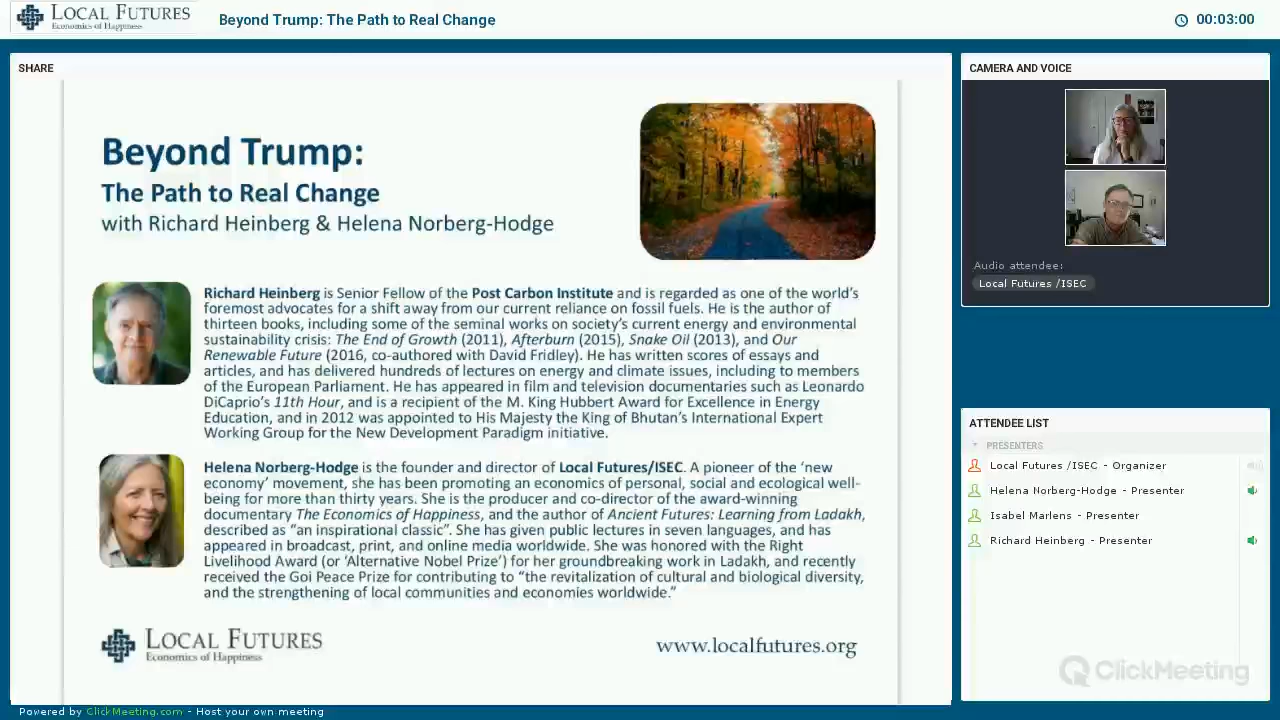 LOCAL FUTURES
Economics of Happiness
Beyond Trump: The Path to Real Change
00:03:00
SHARE
Beyond Trump:
The Path to Real Change
with Richard Heinberg & Helena Norberg-Hodge
Richard Heinberg is Senior Fellow of the Post Carbon Institute and is regarded as one of the world's
foremost advocates for a shift away from our current reliance on fossil fuels. He is the author of
thirteen books, including some of the seminal works on society's current energy and environmental
sustainability crisis: The End of Growth (2011), Afterburn (2015), Snake Oil (2013), and Our
Renewable Future (2016, co-authored with David Fridley). He has written scores of essays and
articles, and has delivered hundreds of lectures on energy and climate issues, including to members
of the European Parliament. He has appeared in film and television documentaries such as Leonardo
DiCaprio's 11th Hour, and is a recipient of the M. King Hubbert Award for Excellence in Energy
Education, and in 2012 was appointed to His Majesty the King of Bhutan's International Expert
Working Group for the New Development Paradigm initiative.
Helena Norberg-Hodge is the founder and director of Local Futures/ISEC. A pioneer of the 'new
economy' movement, she has been promoting an economics of personal, social and ecological well-
being for more than thirty years. She is the producer and co-director of the award-winning
documentary The Economics of Happiness, and the author of Ancient Futures: Learning from Ladakh,
described as "an inspirational classic". She has given public lectures in seven languages, and has
appeared in broadcast, print, and online media worldwide. She was honored with the Right
Livelihood Award (or 'Alternative Nobel Prize') for her groundbreaking work in Ladakh, and recently
received the Goi Peace Prize for contributing to "the revitalization of cultural and biological diversity,
and the strengthening of local communities and economies worldwide."
LOCAL FUTURES
Economics of Happiness
www.localfutures.org
CAMERA AND VOICE
Audio attendee:
Local Futures /ISEC
ATTENDEE LIST
PRESENTERS
Local Futures /ISEC - Organizer
Helena Norberg-Hodge - Presenter
Isabel Marlens - Presenter
Richard Heinberg - Presenter
ClickMeeting
Powered by ClickMeeting.com - Host your own meeting